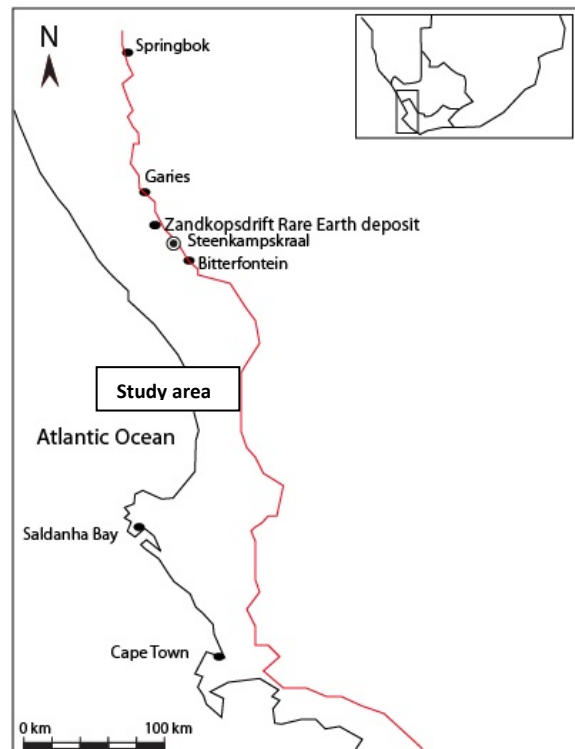 N
Springbok
Garies
Zandkopsdrift Rare Earth deposit
Steenkampskraal
Bitterfontein
Study area
Atlantic Ocean
Saldanha Bay
Cape Town
0 km 100 km